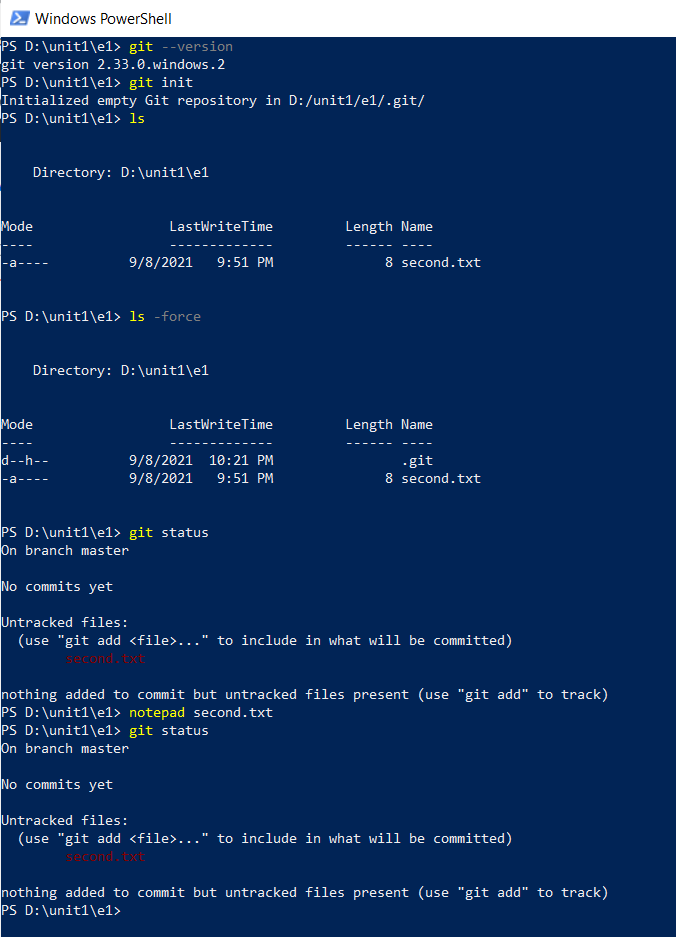 Windows PowerShell
PS D:\unit1\e1> git --version
git version 2.33.0.windows.2
PS D:\unit1\e1> git init
Initialized empty Git repository in D:/unit1/e1/.git/
PS D:\unit1\e1> ls
    Directory: D:\unit1\e1
Mode                 LastWriteTime         Length Name
----                 -------------         ------ ----
-a----          9/8/2021   9:51 PM              8 second.txt
PS D:\unit1\e1> ls -force
    Directory: D:\unit1\e1
Mode                 LastWriteTime         Length Name
----                 -------------         ------ ----
d--h--          9/8/2021  10:21 PM                .git
-a----          9/8/2021   9:51 PM              8 second.txt
PS D:\unit1\e1> git status
On branch master
No commits yet
Untracked files:
  (use "git add <file>..." to include in what will be committed)
        second.txt
nothing added to commit but untracked files present (use "git add" to track)
PS D:\unit1\e1> notepad second.txt
PS D:\unit1\e1> git status
On branch master
No commits yet
Untracked files:
  (use "git add <file>..." to include in what will be committed)
        second.txt
nothing added to commit but untracked files present (use "git add" to track)
PS D:\unit1\e1>